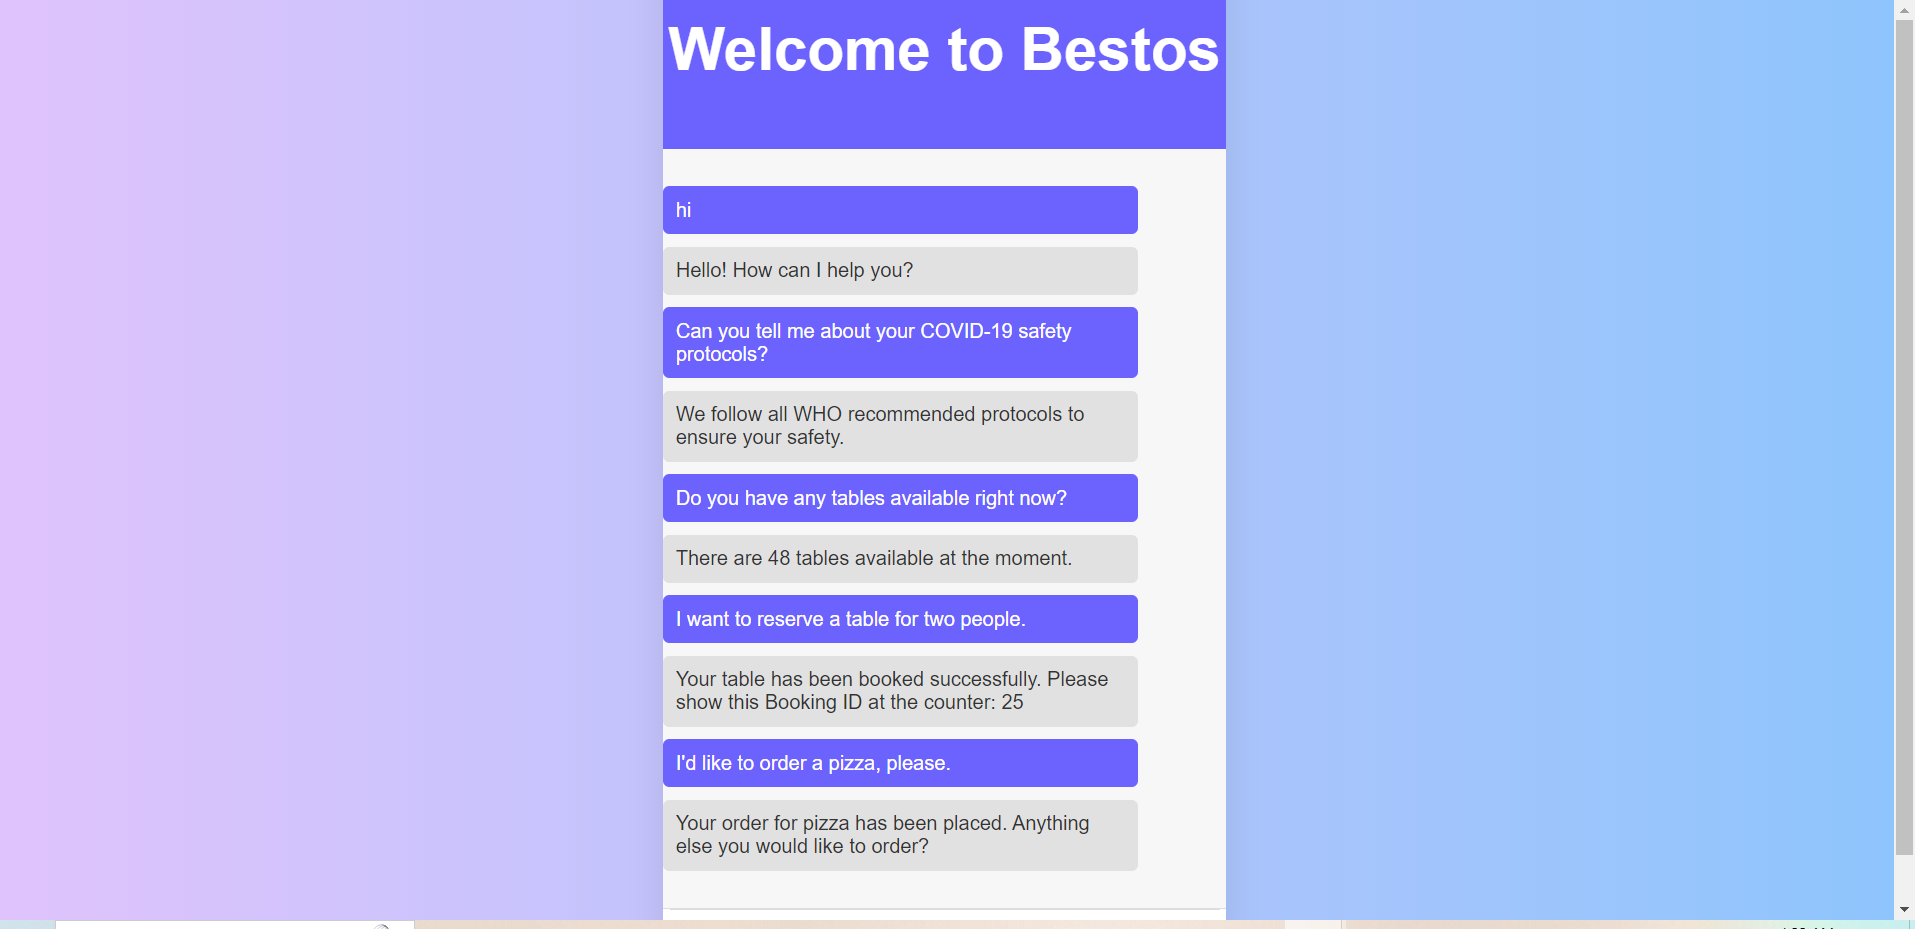 Welcome to Bestos
hi
Hello! How can I help you?
Can you tell me about your COVID-19 safety
protocols?
We follow all WHO recommended protocols to
ensure your safety.
Do you have any tables available right now?
There are 48 tables available at the moment.
I want to reserve a table for two people.
Your table has been booked successfully. Please
show this Booking ID at the counter: 25
I'd like to order a pizza, please.
Your order for pizza has been placed. Anything
else you would like to order?